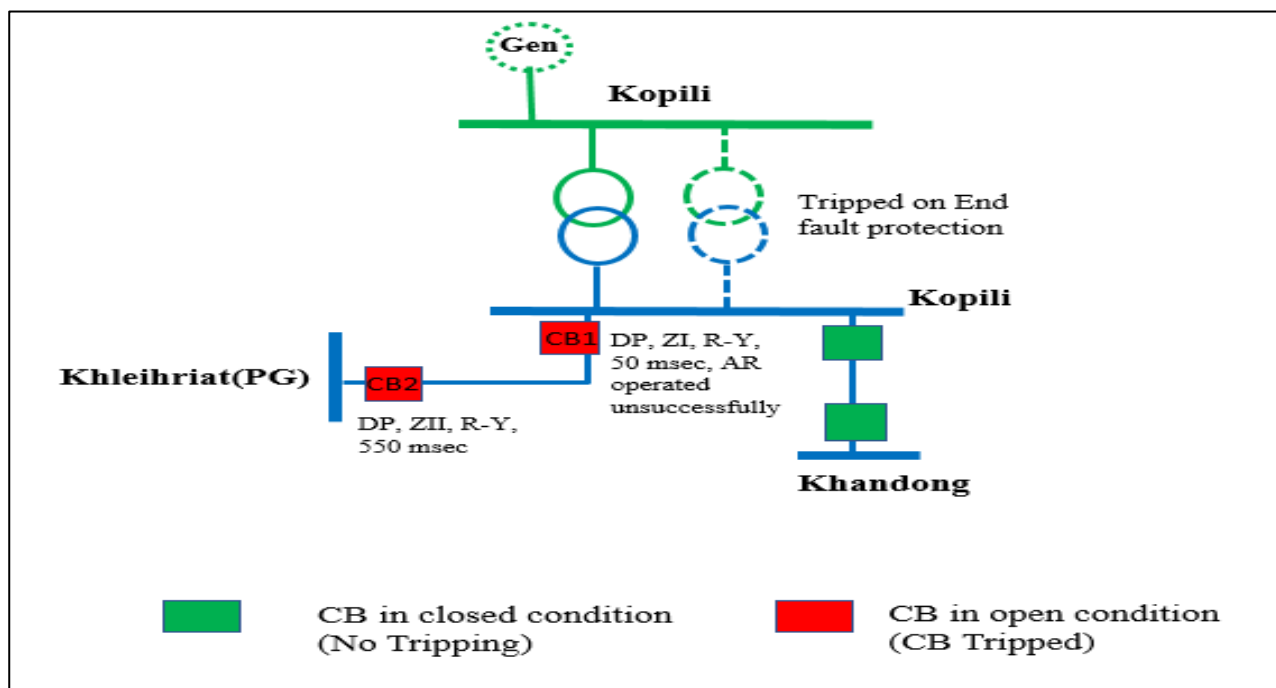 Gen
Kopili
Tripped on End
fault protection
Kopili
CB1
DP, ZI, R-Y,
50 msec, AR
operated
unsuccessfully
Khleihriat(PG)
CB2
DP, ZII, R-Y,
550 msec
Khandong
CB in closed condition
(No Tripping)
CB in open condition
(CB Tripped)